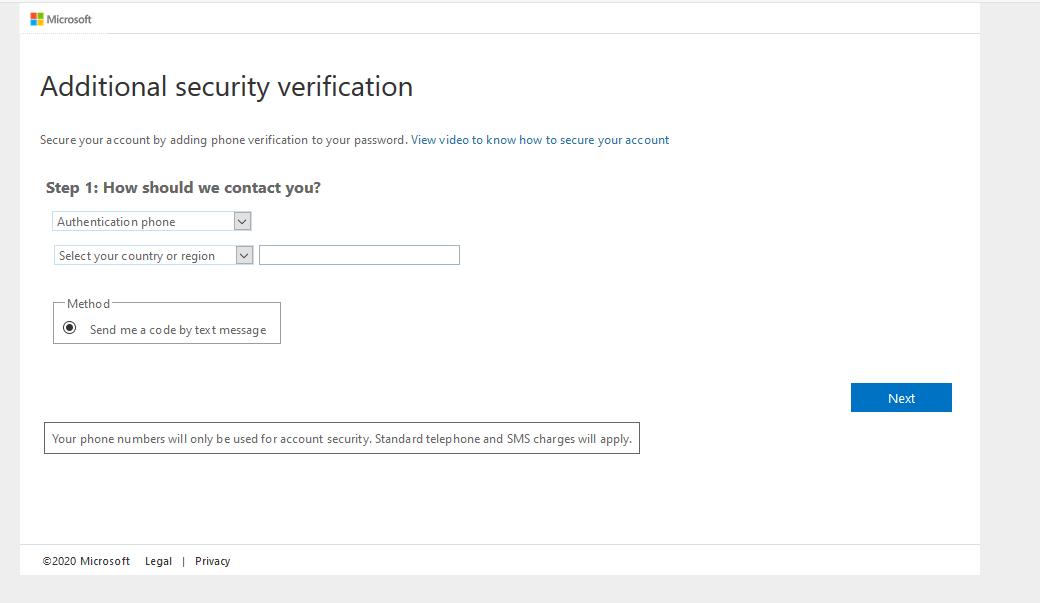 Microsoft
Additional security verification
Secure your account by adding phone verification to your password. View video to know how to secure your account
Step 1: How should we contact you?
Authentication phone
Select your country or region
Method
Send me a code by text message
Next
Your phone numbers will only be used for account security. Standard telephone and SMS charges will apply.
©2020 Microsoft Legal | Privacy